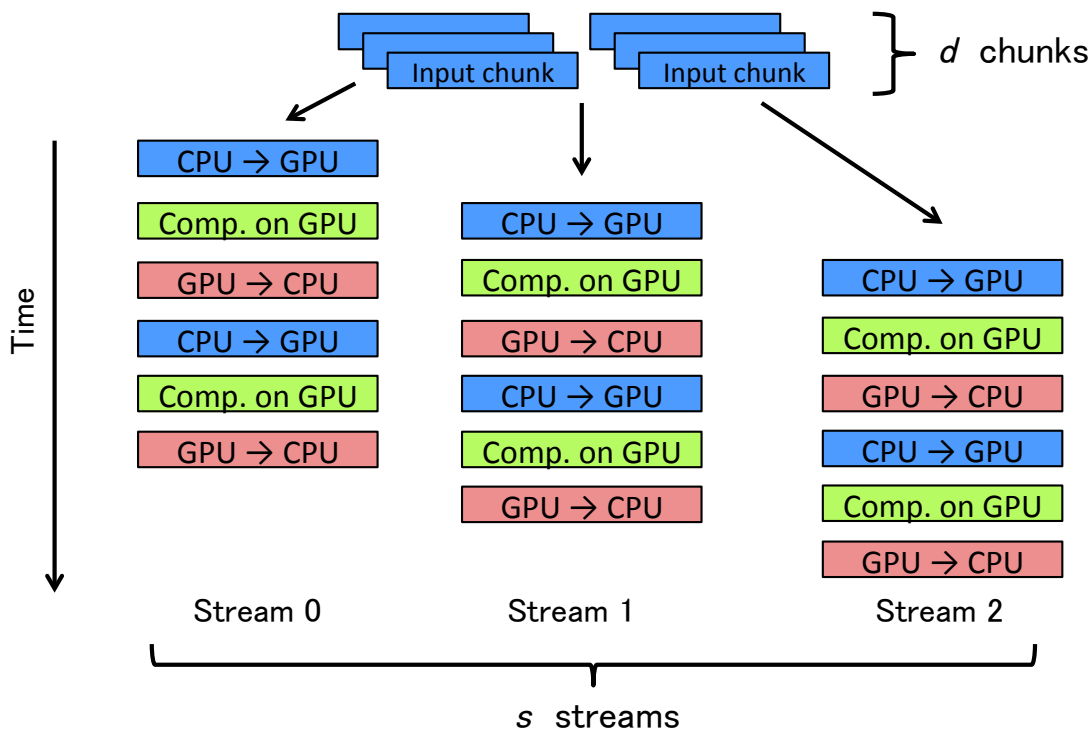 Input chunk
Input chunk
d chunks
Time
CPU → GPU
Comp. on GPU
GPU → CPU
CPU → GPU
Comp. on GPU
GPU → CPU
Stream 0
CPU → GPU
Comp. on GPU
GPU → CPU
CPU → GPU
Comp. on GPU
GPU → CPU
Stream 1
CPU → GPU
Comp. on GPU
GPU → CPU
CPU → GPU
Comp. on GPU
GPU → CPU
Stream 2
s streams